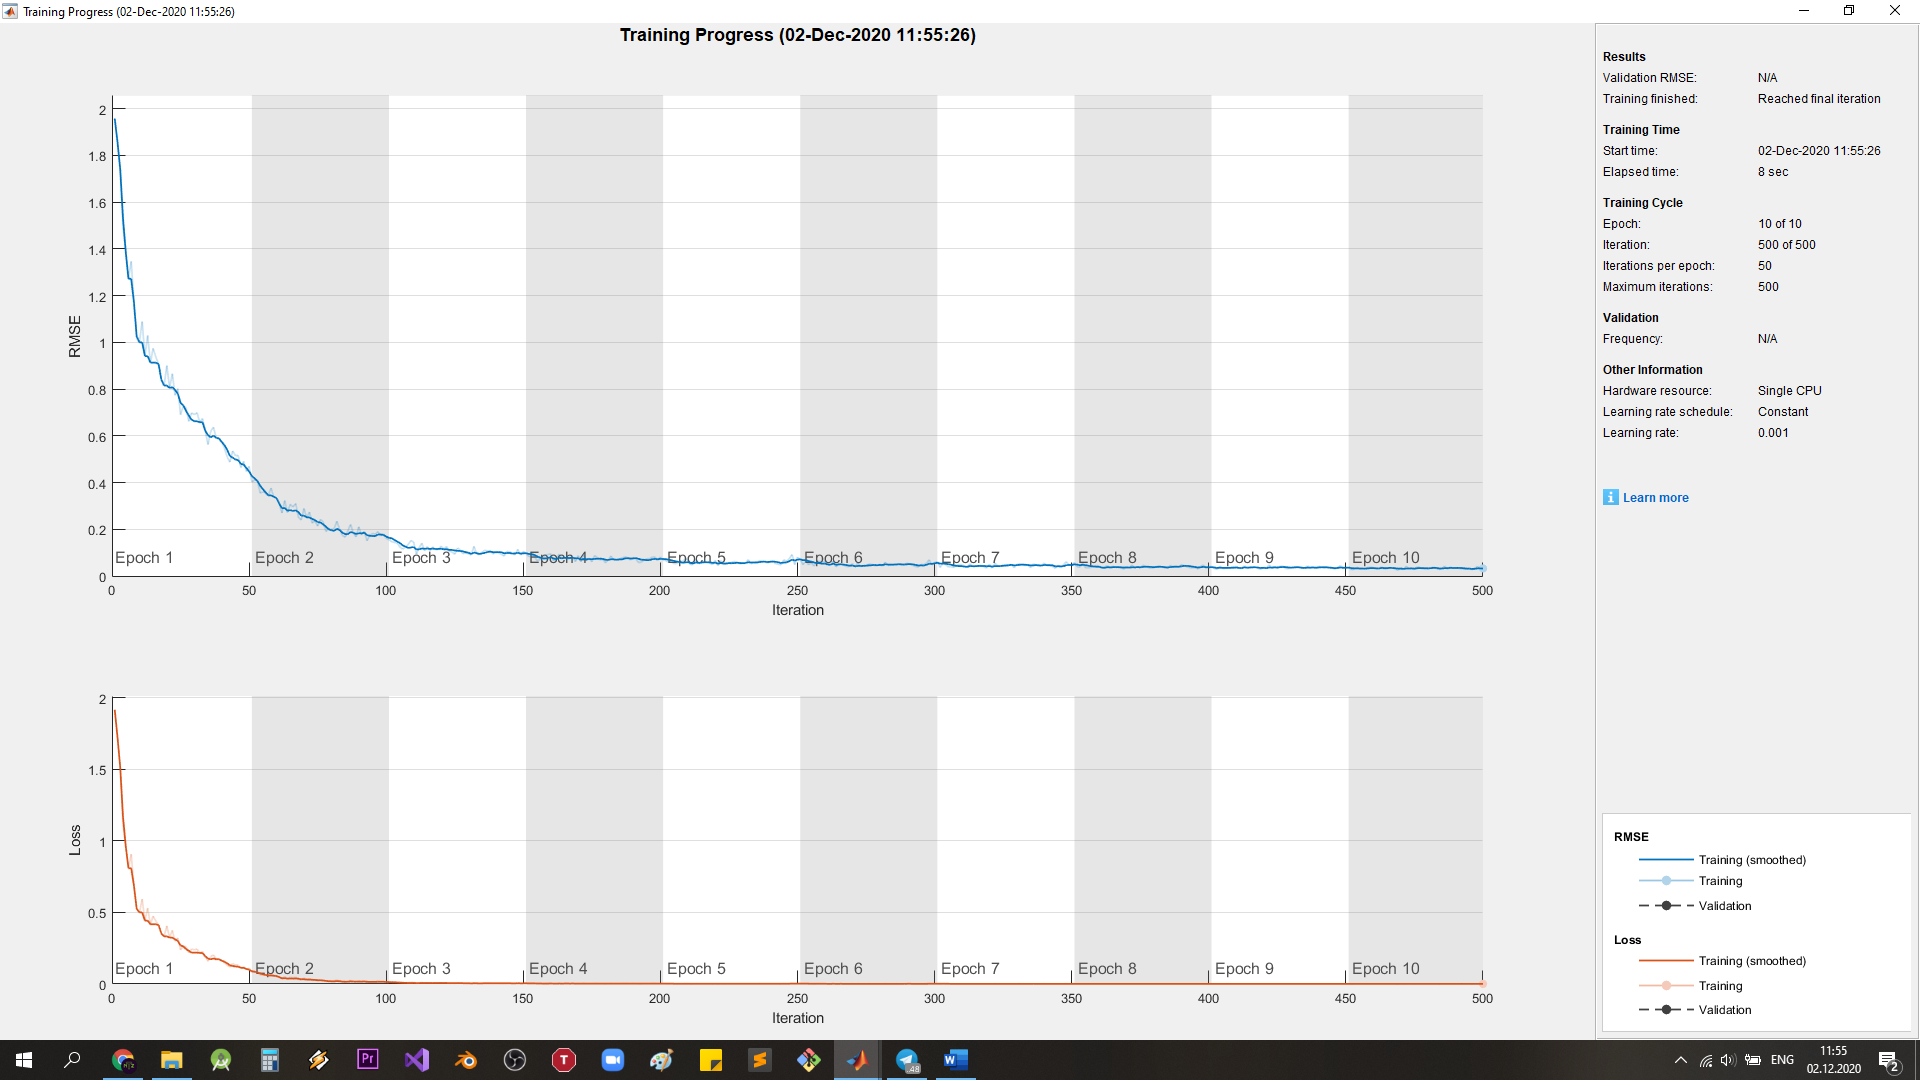 Training Progress (02-Dec-2020 11:55:26)
Training Progress (02-Dec-2020 11:55:26)
2
1.8
1.6
1.4
1.2
1
0.8
0.6
0.4
0.2
0
RMSE
Epoch 1 Epoch 2 Epoch 3 Epoch 4 Epoch 5 Epoch 6 Epoch 7 Epoch 8 Epoch 9 Epoch 10
0 50 100 150 200 250 300 350 400 450 500
Iteration
2
1.5
1
0.5
0
Loss
Epoch 1 Epoch 2 Epoch 3 Epoch 4 Epoch 5 Epoch 6 Epoch 7 Epoch 8 Epoch 9 Epoch 10
0 50 100 150 200 250 300 350 400 450 500
Iteration
Results
Validation RMSE: N/A
Training finished: Reached final iteration
Training Time
Start time: 02-Dec-2020 11:55:26
Elapsed time: 8 sec
Training Cycle
Epoch: 10 of 10
Iteration: 500 of 500
Iterations per epoch: 50
Maximum iterations: 500
Validation
Frequency: N/A
Other Information
Hardware resource: Single CPU
Learning rate schedule: Constant
Learning rate: 0.001
i Learn more
RMSE
Training (smoothed)
Training
Validation
Loss
Training (smoothed)
Training
Validation
Pr
T
.48
W
ENG
11:55
02.12.2020
2